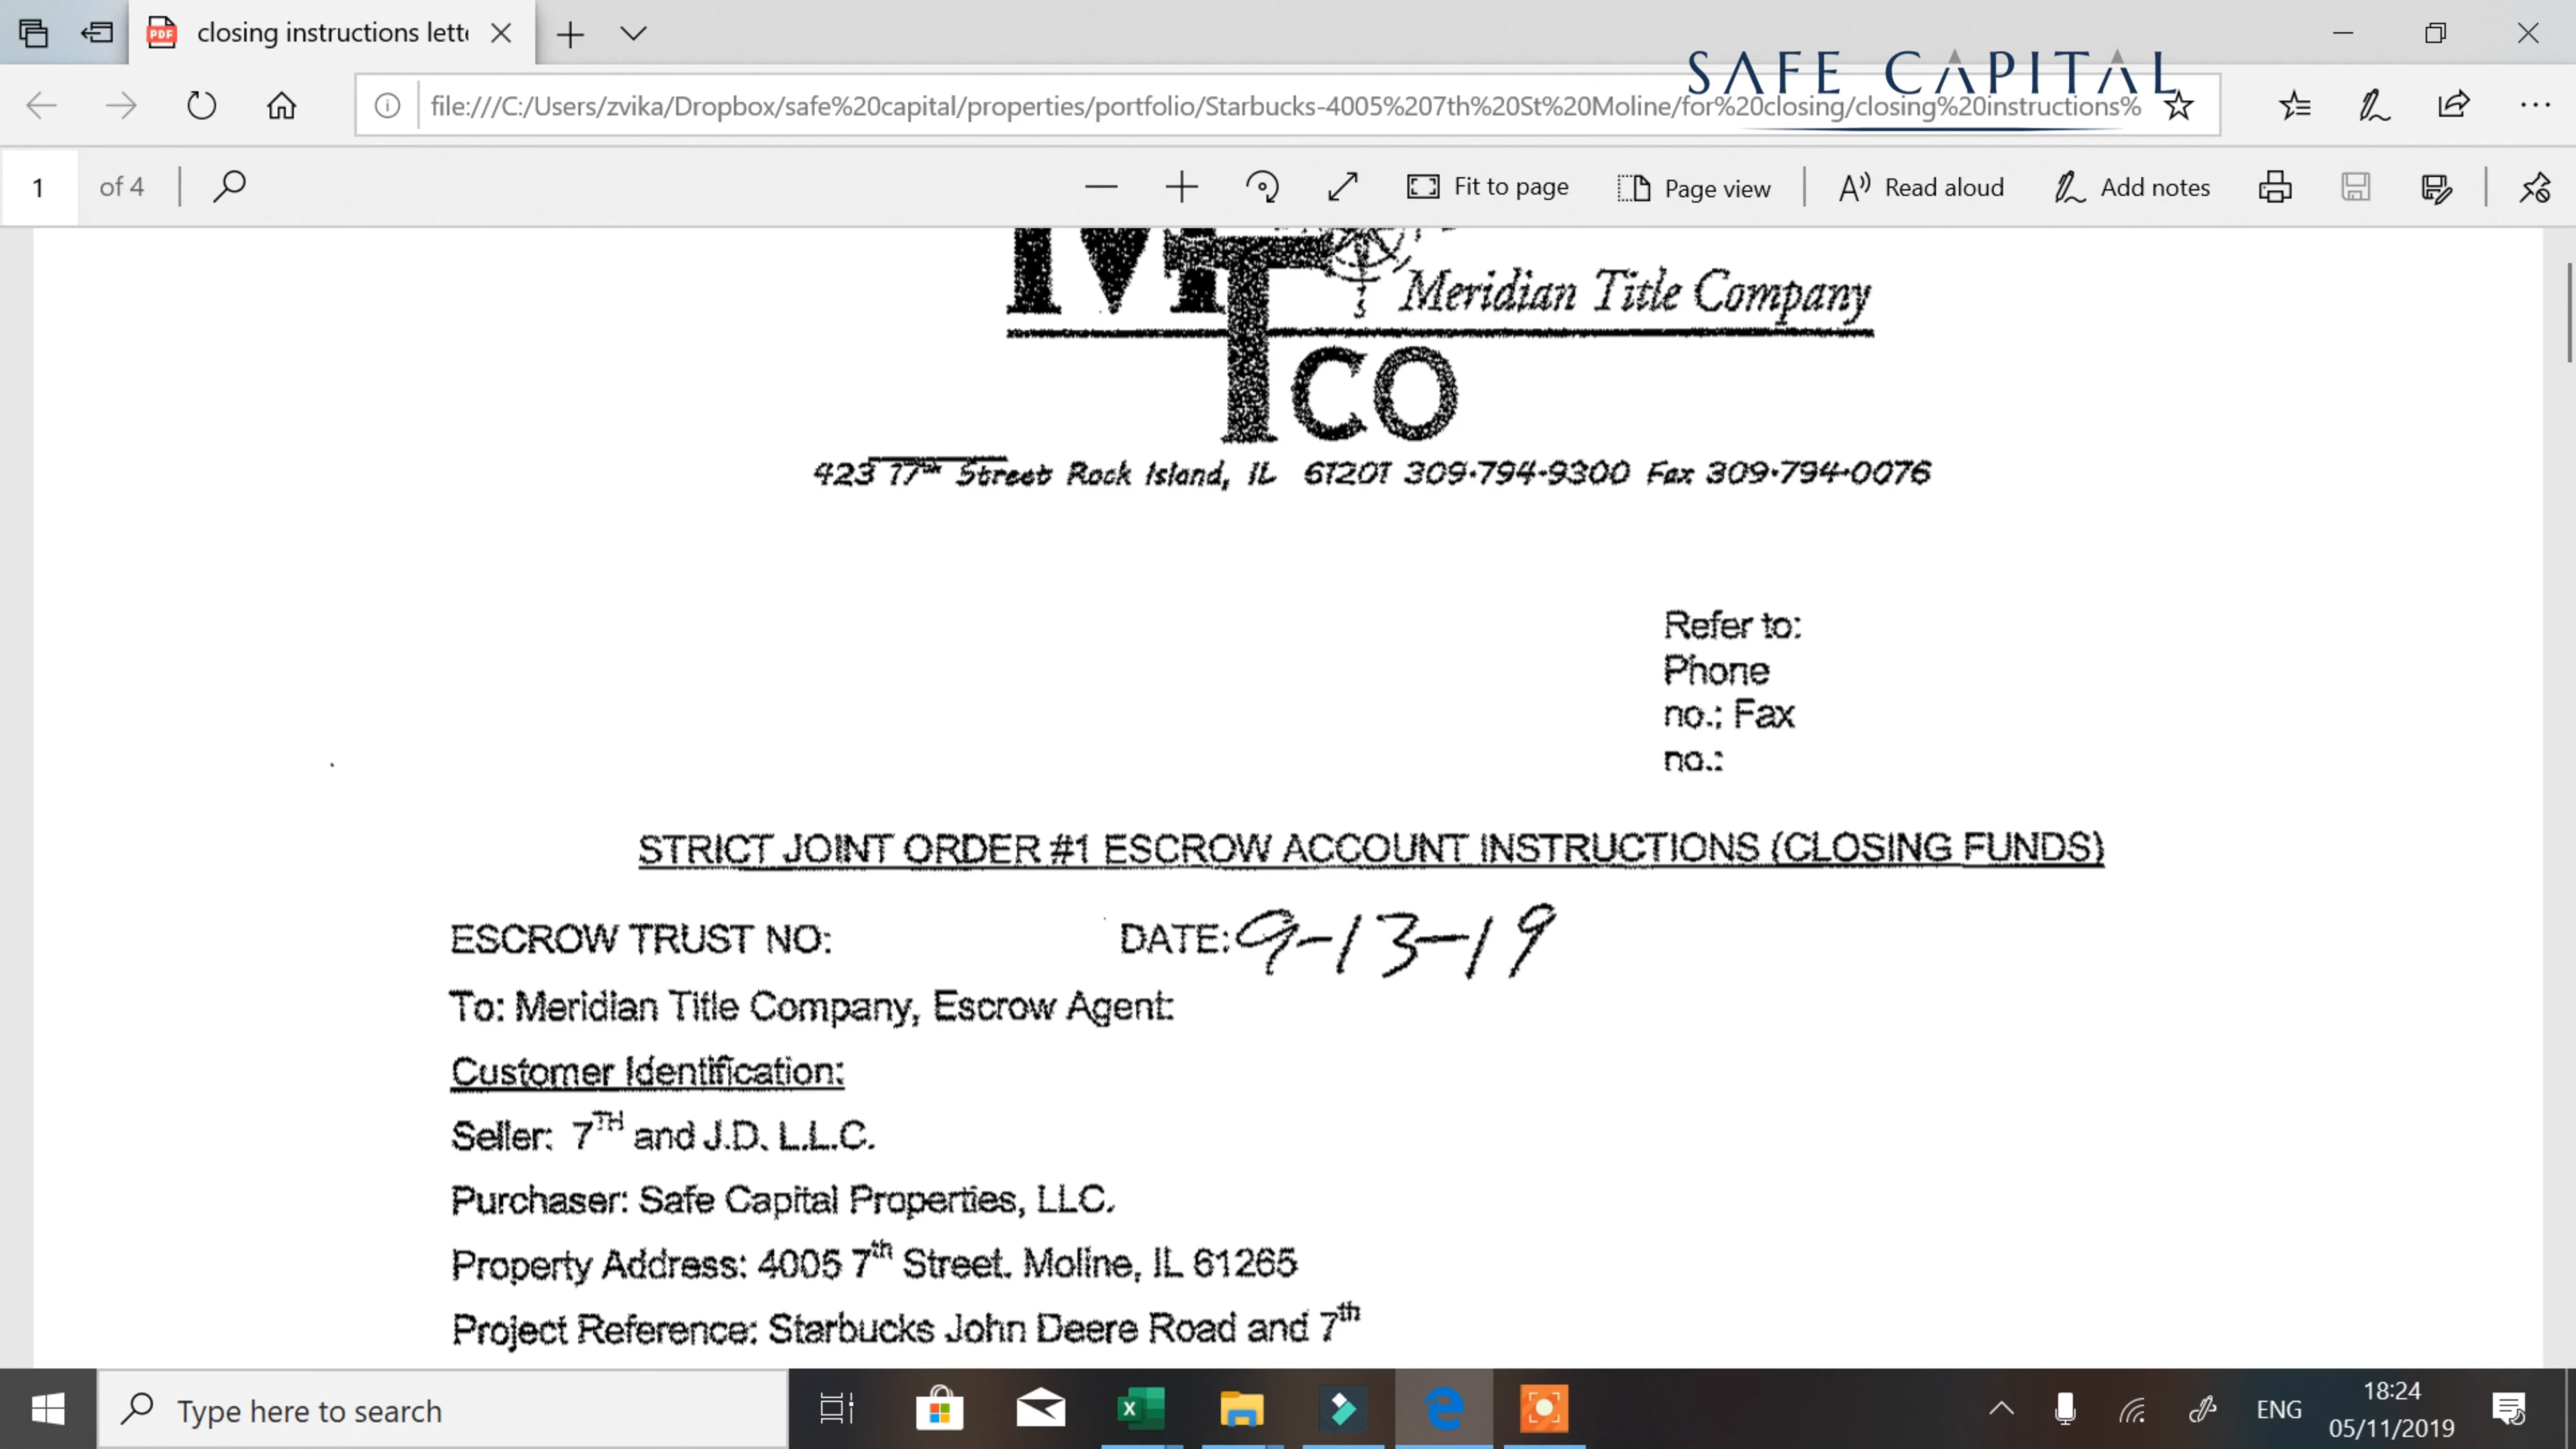 closing instructions lette
SAFE CAPITAL
file:///C:/Users/zvika/Dropbox/safe%20capital/properties/portfolio/Starbucks-4005%207th%20St%20Moline/for%20closing/closing%20instructions%
1 of 4
Fit to page
Page view
Read aloud
Add notes
Meridian Title Company
MT
CO
423 17th Street Rock Island, IL 61201 309·794-9300 Fax 309·794·0076
Refer to:
Phone
no.: Fax
no.:
STRICT JOINT ORDER #1 ESCROW ACCOUNT INSTRUCTIONS (CLOSING FUNDS)
ESCROW TRUST NO: DATE: 9-13-19
To: Meridian Title Company, Escrow Agent:
Customer Identification:
Seller: 7TH and J.D. L.L.C.
Purchaser: Safe Capital Properties, LLC.
Property Address: 4005 7th Street. Moline, IL 61265
Project Reference: Starbucks John Deere Road and 7th
Type here to search
ENG
18:24
05/11/2019